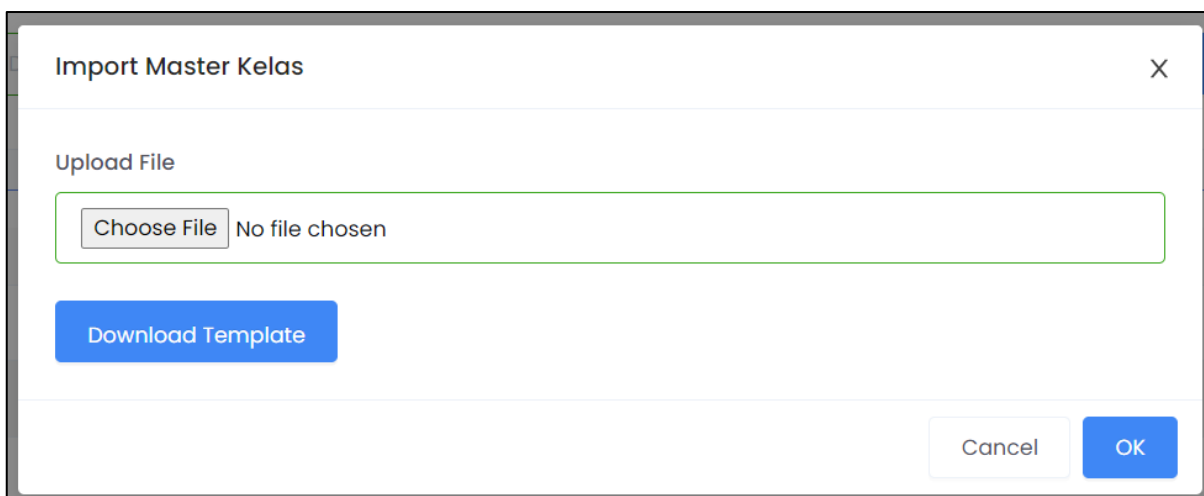 Import Master Kelas
X
Upload File
Choose File No file chosen
Download Template
Cancel OK